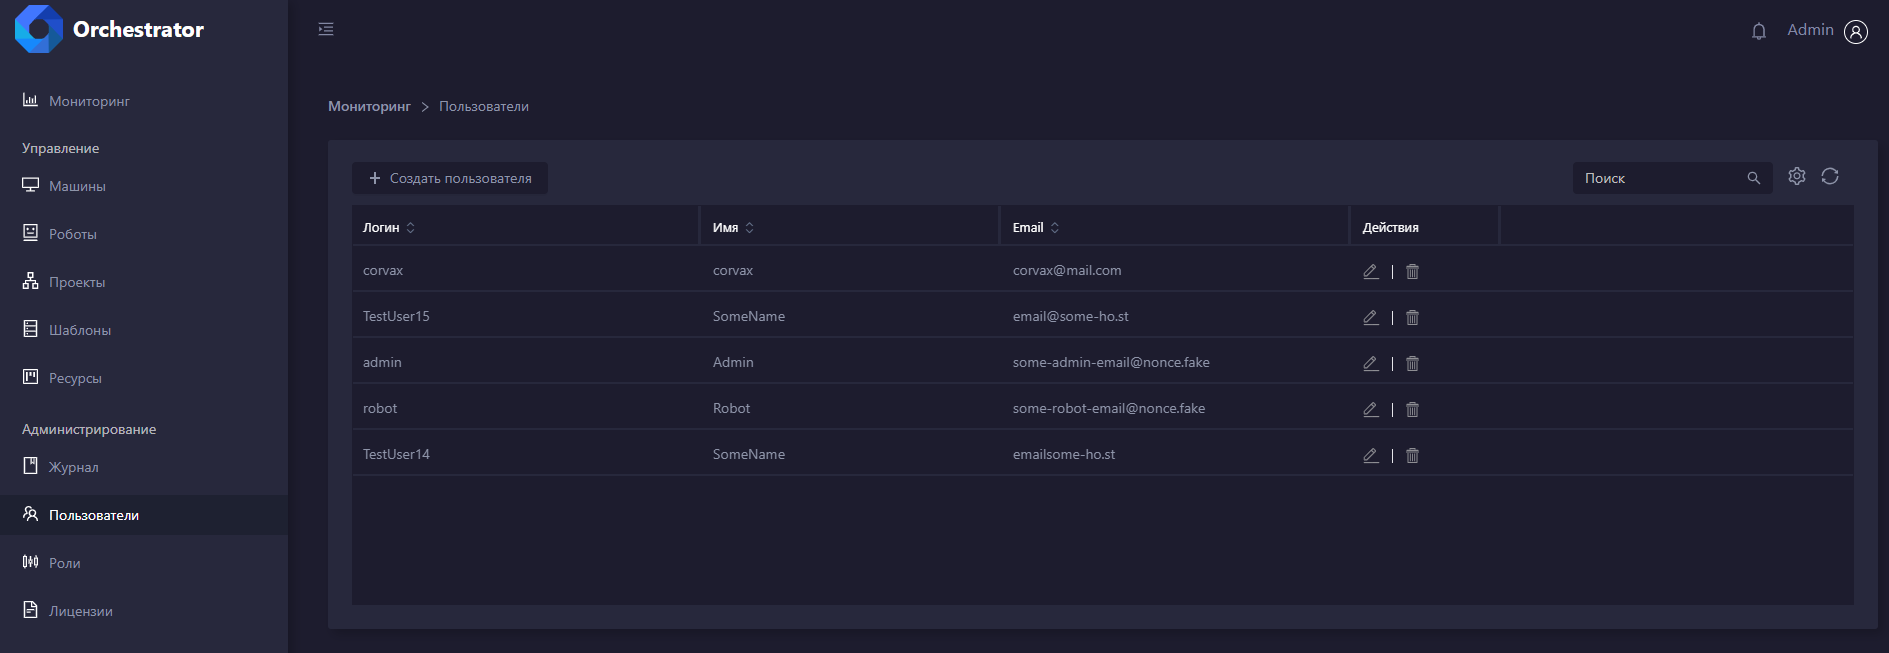 Orchestrator
Admin
Мониторинг
Управление
Машины
Роботы
Проекты
Шаблоны
Ресурсы
Администрирование
Журнал
Пользователи
Роли
Лицензии
Мониторинг > Пользователи
+ Создать пользователя
Поиск
Логин Имя Email Действия
corvax corvax corvax@mail.com |
TestUser15 SomeName email@some-ho.st |
admin Admin some-admin-email@nonce.fake |
robot Robot some-robot-email@nonce.fake |
TestUser14 SomeName emailsome-ho.st |